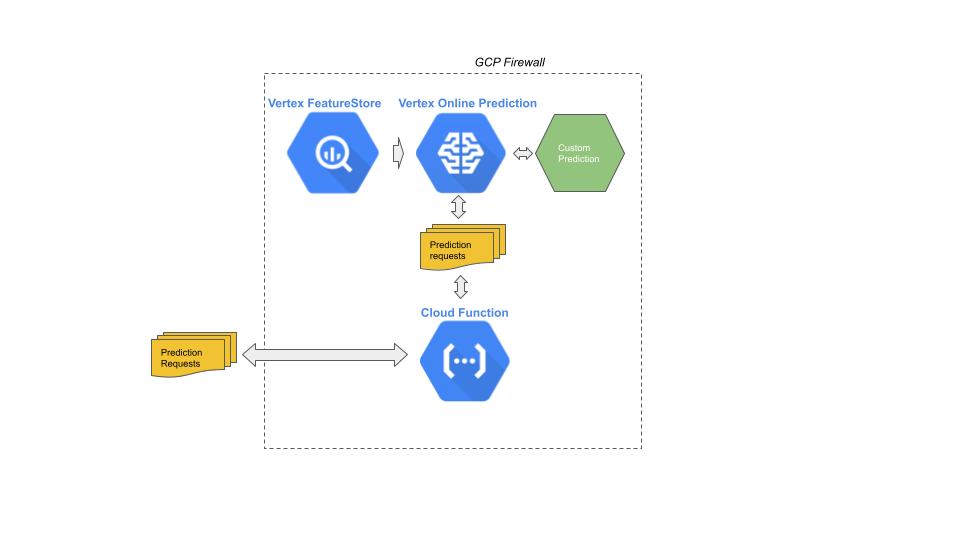 GCP Firewall
Vertex FeatureStore
Vertex Online Prediction
Custom
Prediction
Prediction
requests
Cloud Function
Prediction
Requests